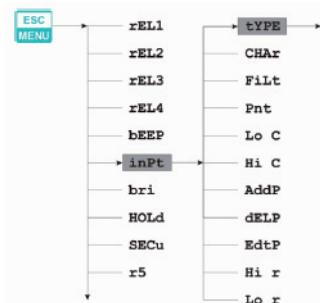 ESC
MENU
rEL1
rEL2
rEL3
rEL4
bEEP
inPt
bri
HOLd
SECu
r5
tYPE
CHAr
FiLt
Pnt
Lo C
Hi C
AddP
dELP
EdtP
Hi r
Lo r